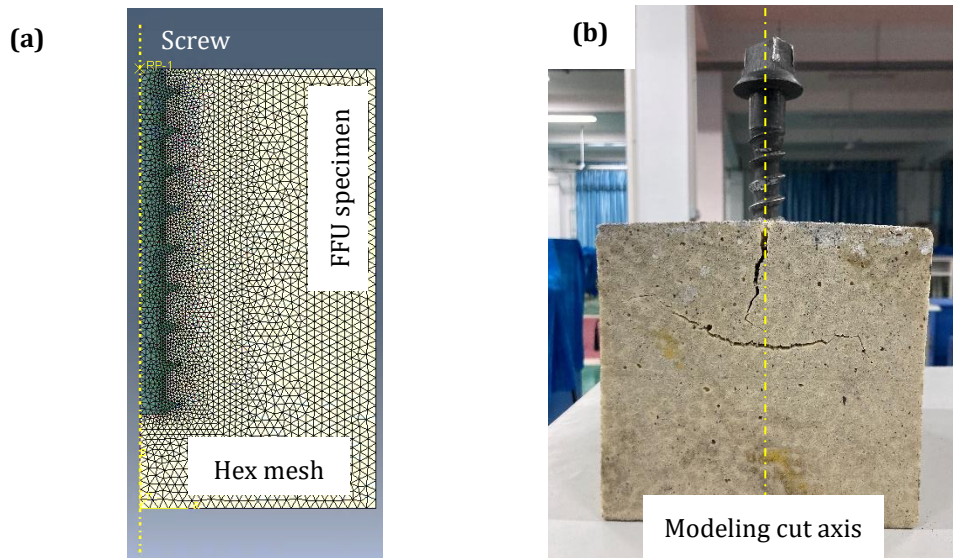 (a)
Screw
RP-1
FFU specimen
Hex mesh
R
(b)
Modeling cut axis